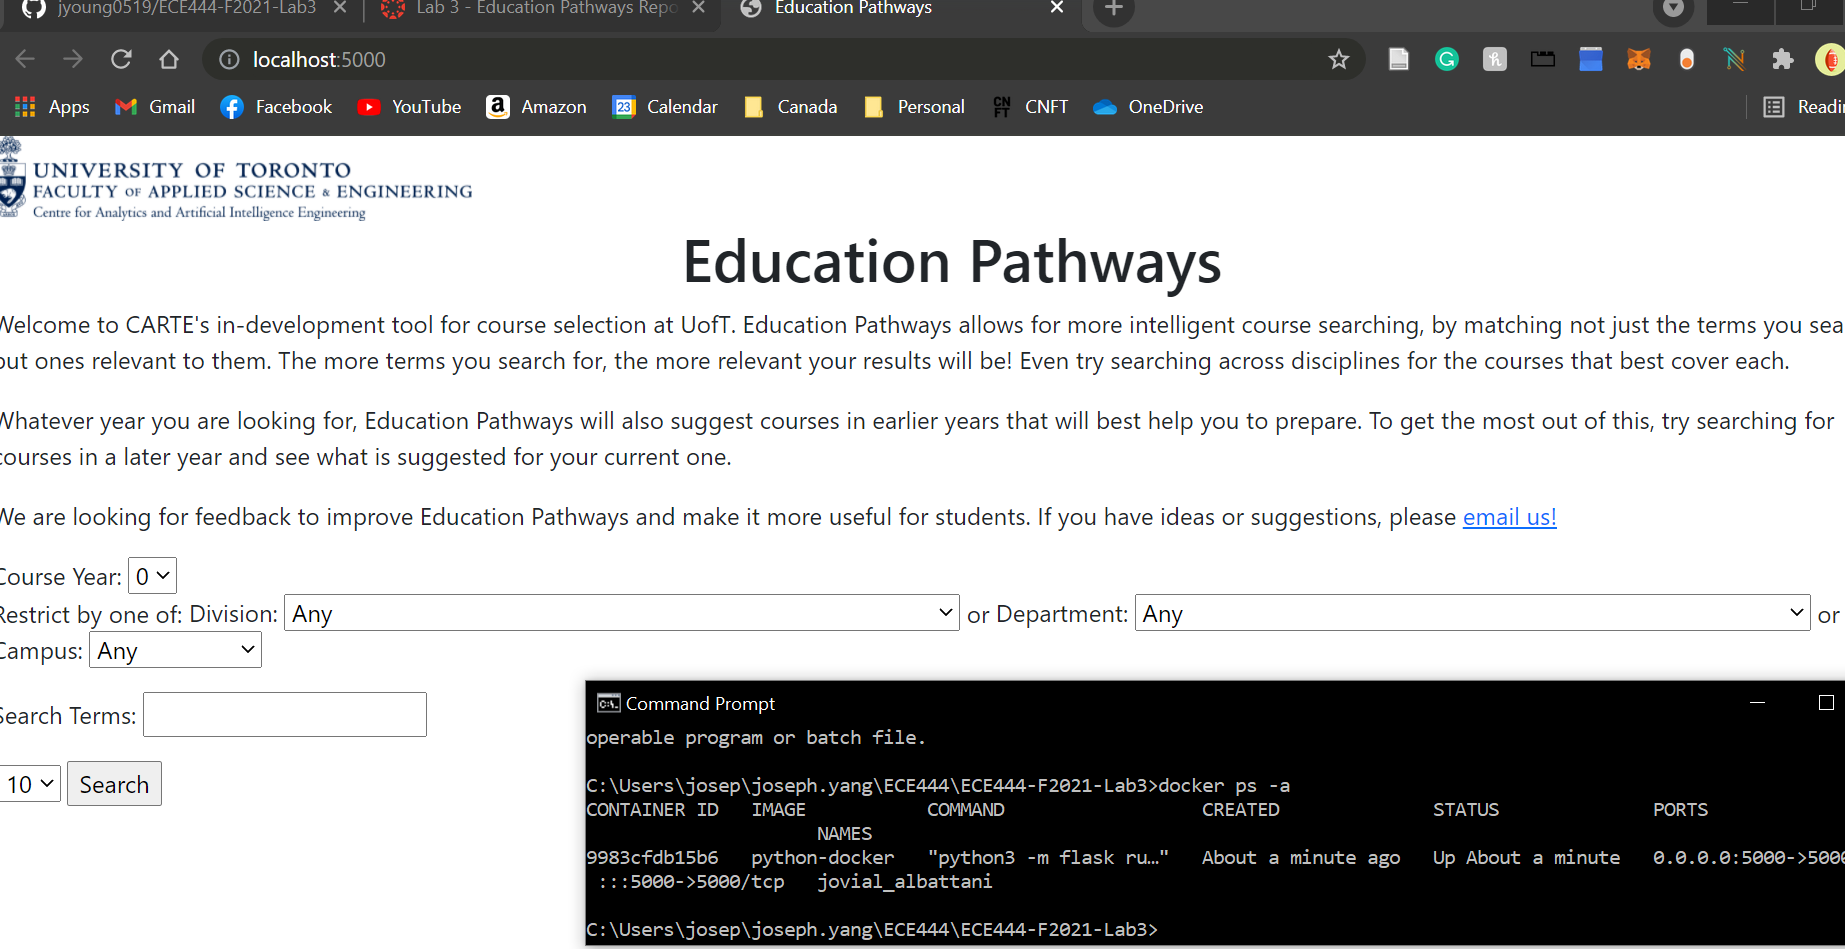 jyoung0519/ECE444-F2021-Lab3
Lab 3 - Education Pathways Repo
Education Pathways
localhost:5000
Apps
Gmail
Facebook
YouTube
Amazon
23
Calendar
Canada
Personal
CN
FT
CNFT
OneDrive
Readi
UNIVERSITY OF TORONTO
FACULTY OF APPLIED SCIENCE & ENGINEERING
Centre for Analytics and Artificial Intelligence Engineering
Education Pathways
Welcome to CARTE's in-development tool for course selection at UofT. Education Pathways allows for more intelligent course searching, by matching not just the terms you sea
but ones relevant to them. The more terms you search for, the more relevant your results will be! Even try searching across disciplines for the courses that best cover each.
Whatever year you are looking for, Education Pathways will also suggest courses in earlier years that will best help you to prepare. To get the most out of this, try searching for
courses in a later year and see what is suggested for your current one.
We are looking for feedback to improve Education Pathways and make it more useful for students. If you have ideas or suggestions, please email us!
Course Year: 0
Restrict by one of: Division: Any or Department: Any or
Campus: Any
Search Terms:
10 Search
Command Prompt
operable program or batch file.
C:\Users\josep\joseph.yang\ECE444\ECE444-F2021-Lab3>docker ps -a
CONTAINER ID IMAGE COMMAND CREATED STATUS PORTS
NAMES
9983cfdb15b6 python-docker "python3 -m flask ru…" About a minute ago Up About a minute 0.0.0.0:5000->5000
:::5000->5000/tcp jovial_albattani
C:\Users\josep\joseph.yang\ECE444\ECE444-F2021-Lab3>